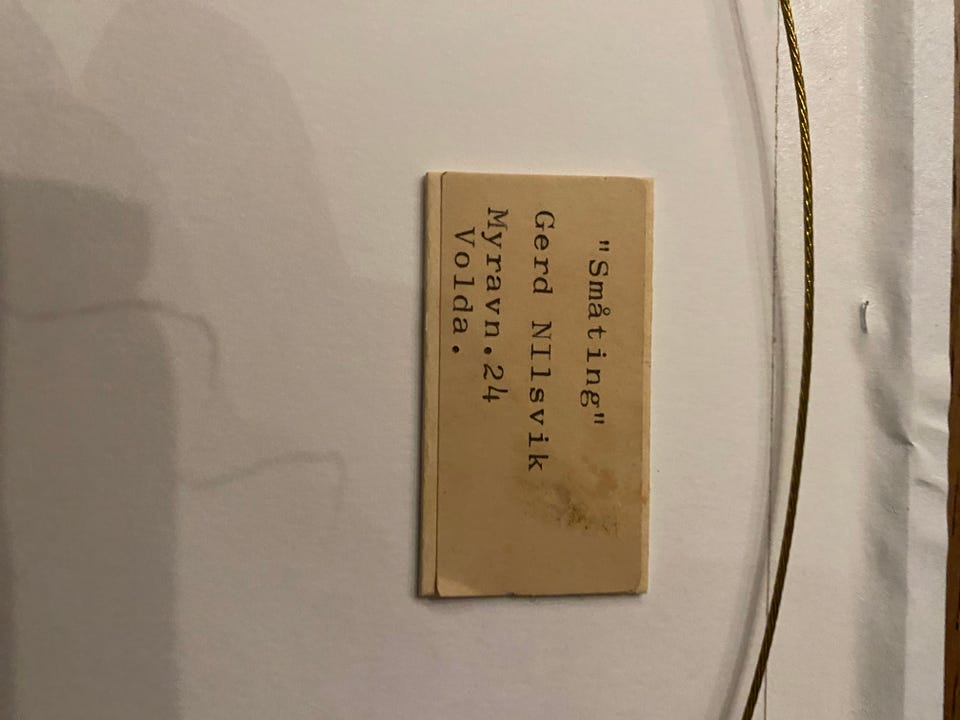 "Småting"
Gerd NIlsvik
Myravn.24
Volda.